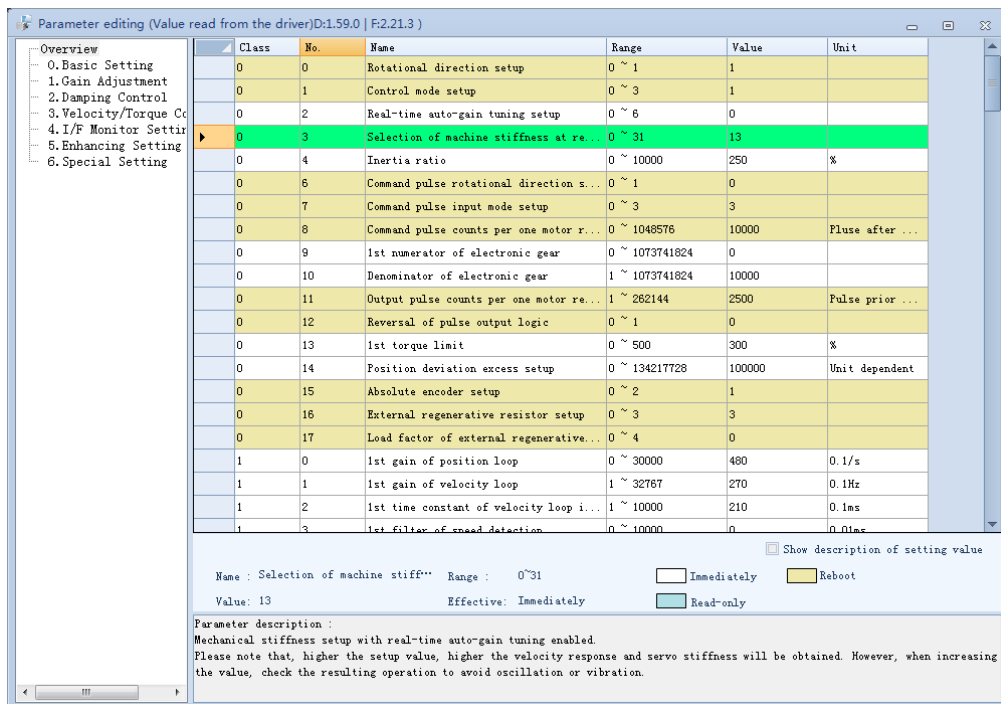 Parameter editing (Value read from the driver)D:1.59.0 | F:2.21.3 )
Overview
0.Basic Setting
1.Gain Adjustment
2.Damping Control
3.Velocity/Torque Co
4.I/F Monitor Settir
5.Enhancing Setting
6.Special Setting
Class No. Name Range Value Unit
0 0 Rotational direction setup 0 ~ 1 1
0 1 Control mode setup 0 ~ 3 1
0 2 Real-time auto-gain tuning setup 0 ~ 6 0
0 3 Selection of machine stiffness at re... 0 ~ 31 13
0 4 Inertia ratio 0 ~ 10000 250 %
0 6 Command pulse rotational direction s... 0 ~ 1 0
0 7 Command pulse input mode setup 0 ~ 3 3
0 8 Command pulse counts per one motor r... 0 ~ 1048576 10000 Pluse after ...
0 9 1st numerator of electronic gear 0 ~ 1073741824 0
0 10 Denominator of electronic gear 1 ~ 1073741824 10000
0 11 Output pulse counts per one motor re... 1 ~ 262144 2500 Pulse prior ...
0 12 Reversal of pulse output logic 0 ~ 1 0
0 13 1st torque limit 0 ~ 500 300 %
0 14 Position deviation excess setup 0 ~ 134217728 100000 Unit dependent
0 15 Absolute encoder setup 0 ~ 2 1
0 16 External regenerative resistor setup 0 ~ 3 3
0 17 Load factor of external regenerative... 0 ~ 4 0
1 0 1st gain of position loop 0 ~ 30000 480 0.1/s
1 1 1st gain of velocity loop 1 ~ 32767 270 0.1Hz
1 2 1st time constant of velocity loop i... 1 ~ 10000 210 0.1ms
1 3 1st filter of speed detection 0 ~ 10000 0 0.01ms
Show description of setting value
Name : Selection of machine stiff… Range : 0~31 Immediately Reboot
Value: 13 Effective: Immediately Read-only
Parameter description :
Mechanical stiffness setup with real-time auto-gain tuning enabled.
Please note that, higher the setup value, higher the velocity response and servo stiffness will be obtained. However, when increasing
the value, check the resulting operation to avoid oscillation or vibration.